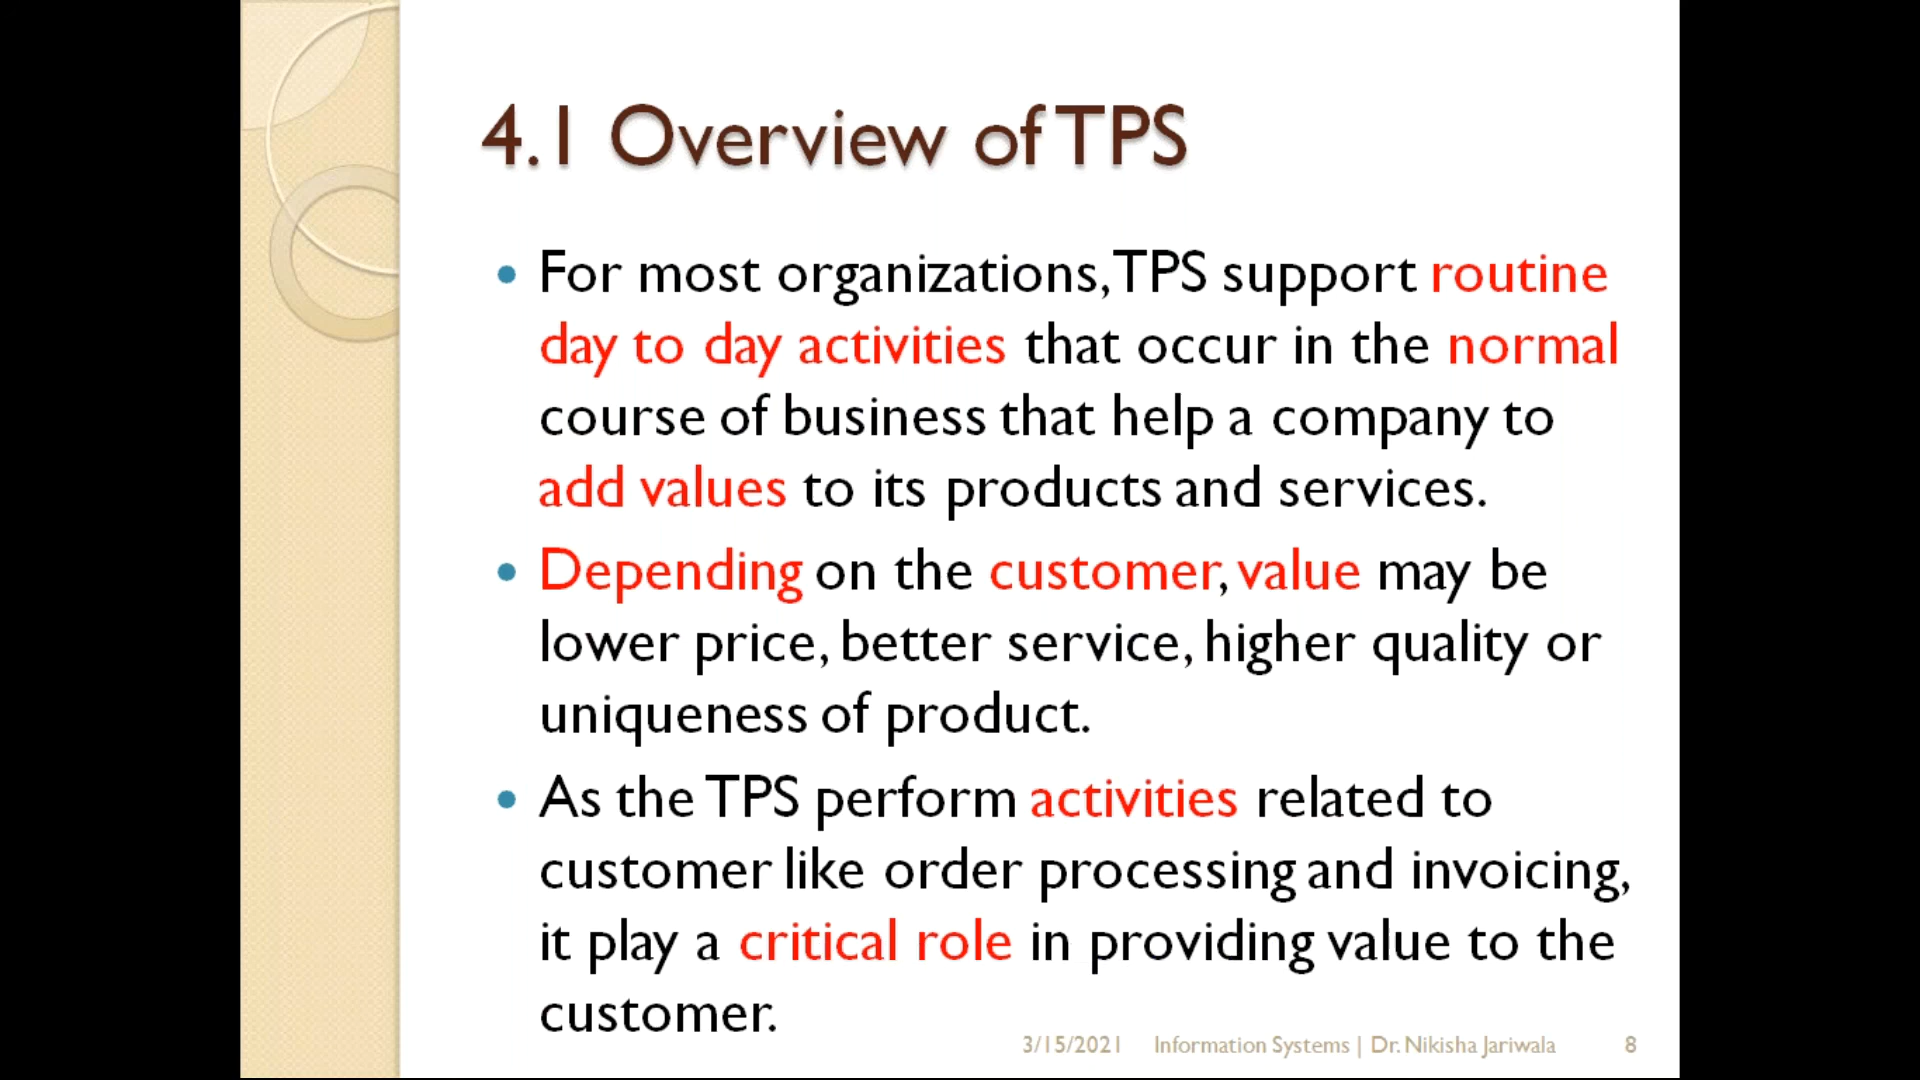 4.1 Overview of TPS
• For most organizations, TPS support routine
day to day activities that occur in the normal
course of business that help a company to
add values to its products and services.
• Depending on the customer, value may be
lower price, better service, higher quality or
uniqueness of product.
• As the TPS perform activities related to
customer like order processing and invoicing,
it play a critical role in providing value to the
customer.
3/15/2021 Information Systems | Dr. Nikisha Jariwala 8